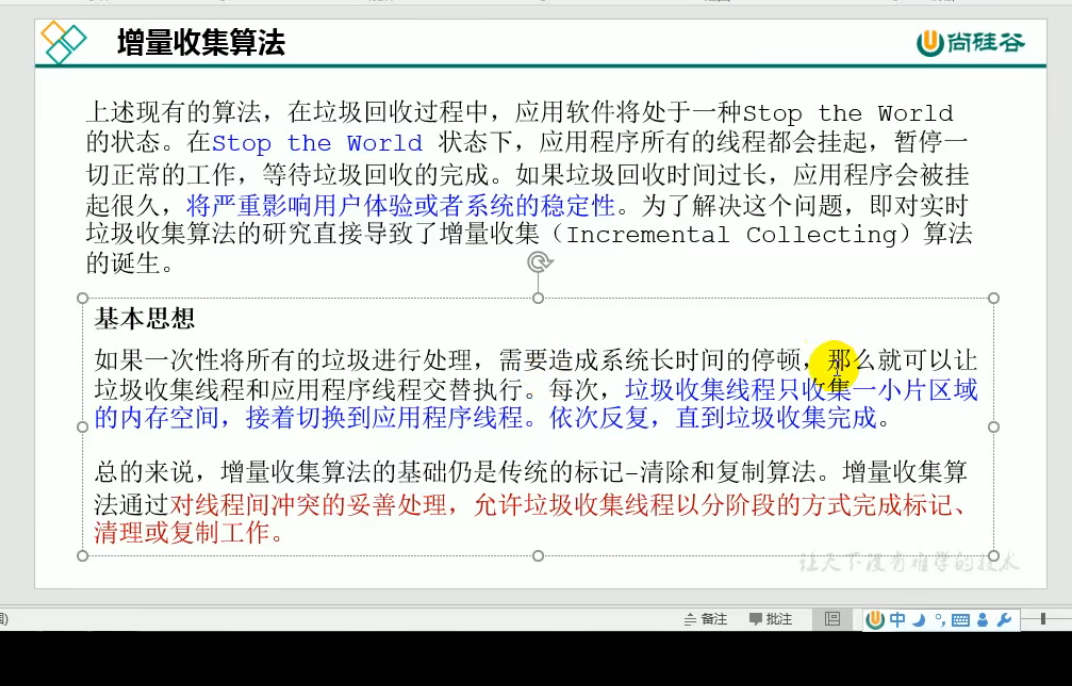 增量收集算法
尚硅谷
上述现有的算法，在垃圾回收过程中，应用软件将处于一种Stop the World
的状态。在Stop the World 状态下，应用程序所有的线程都会挂起，暂停一
切正常的工作，等待垃圾回收的完成。如果垃圾回收时间过长，应用程序会被挂
起很久，将严重影响用户体验或者系统的稳定性。为了解决这个问题，即对实时
垃圾收集算法的研究直接导致了增量收集（Incremental Collecting）算法
的诞生。
基本思想
如果一次性将所有的垃圾进行处理，需要造成系统长时间的停顿，那么就可以让
垃圾收集线程和应用程序线程交替执行。每次，垃圾收集线程只收集一小片区域
的内存空间，接着切换到应用程序线程。依次反复，直到垃圾收集完成。
总的来说，增量收集算法的基础仍是传统的标记-清除和复制算法。增量收集算
法通过对线程间冲突的妥善处理，允许垃圾收集线程以分阶段的方式完成标记、
清理或复制工作。
让天下没有难学的技术
备注 批注 中